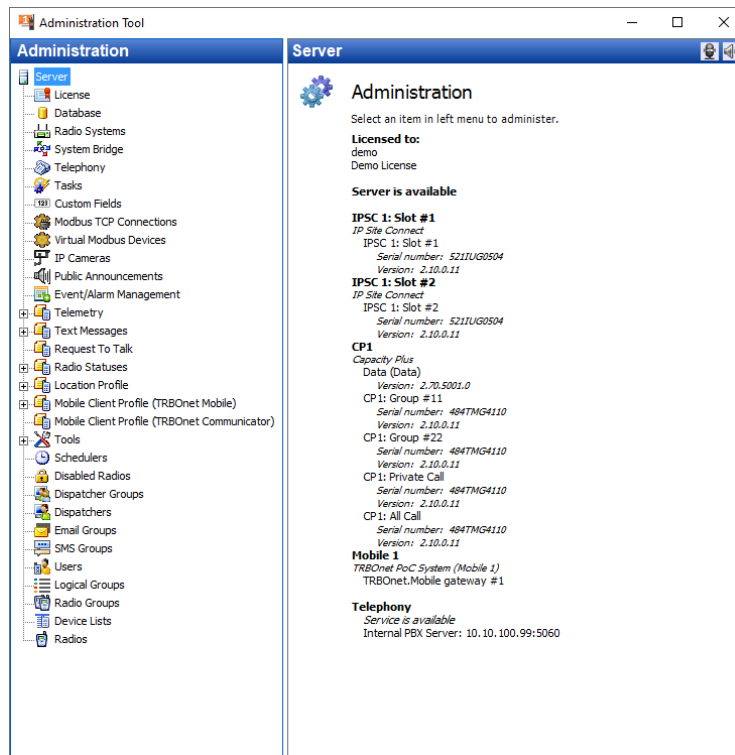 Administration Tool
Administration
Server
License
Database
Radio Systems
System Bridge
Telephony
Tasks
Custom Fields
Modbus TCP Connections
Virtual Modbus Devices
IP Cameras
Public Announcements
Event/Alarm Management
Telemetry
Text Messages
Request To Talk
Radio Statuses
Location Profile
Mobile Client Profile (TRBOnet Mobile)
Mobile Client Profile (TRBOnet Communicator)
Tools
Schedulers
Disabled Radios
Dispatcher Groups
Dispatchers
Email Groups
SMS Groups
Users
Logical Groups
Radio Groups
Device Lists
Radios
Server
Administration
Select an item in left menu to administer.
Licensed to:
demo
Demo License
Server is available
IPSC 1: Slot #1
IP Site Connect
IPSC 1: Slot #1
Serial number: 521IUG0504
Version: 2.10.0.11
IPSC 1: Slot #2
IP Site Connect
IPSC 1: Slot #2
Serial number: 521IUG0504
Version: 2.10.0.11
CP1
Capacity Plus
Data (Data)
Version: 2.70.5001.0
CP1: Group #11
Serial number: 484TMG4110
Version: 2.10.0.11
CP1: Group #22
Serial number: 484TMG4110
Version: 2.10.0.11
CP1: Private Call
Serial number: 484TMG4110
Version: 2.10.0.11
CP1: All Call
Serial number: 484TMG4110
Version: 2.10.0.11
Mobile 1
TRBOnet PoC System (Mobile 1)
TRBOnet.Mobile gateway #1
Telephony
Service is available
Internal PBX Server: 10.10.100.99:5060